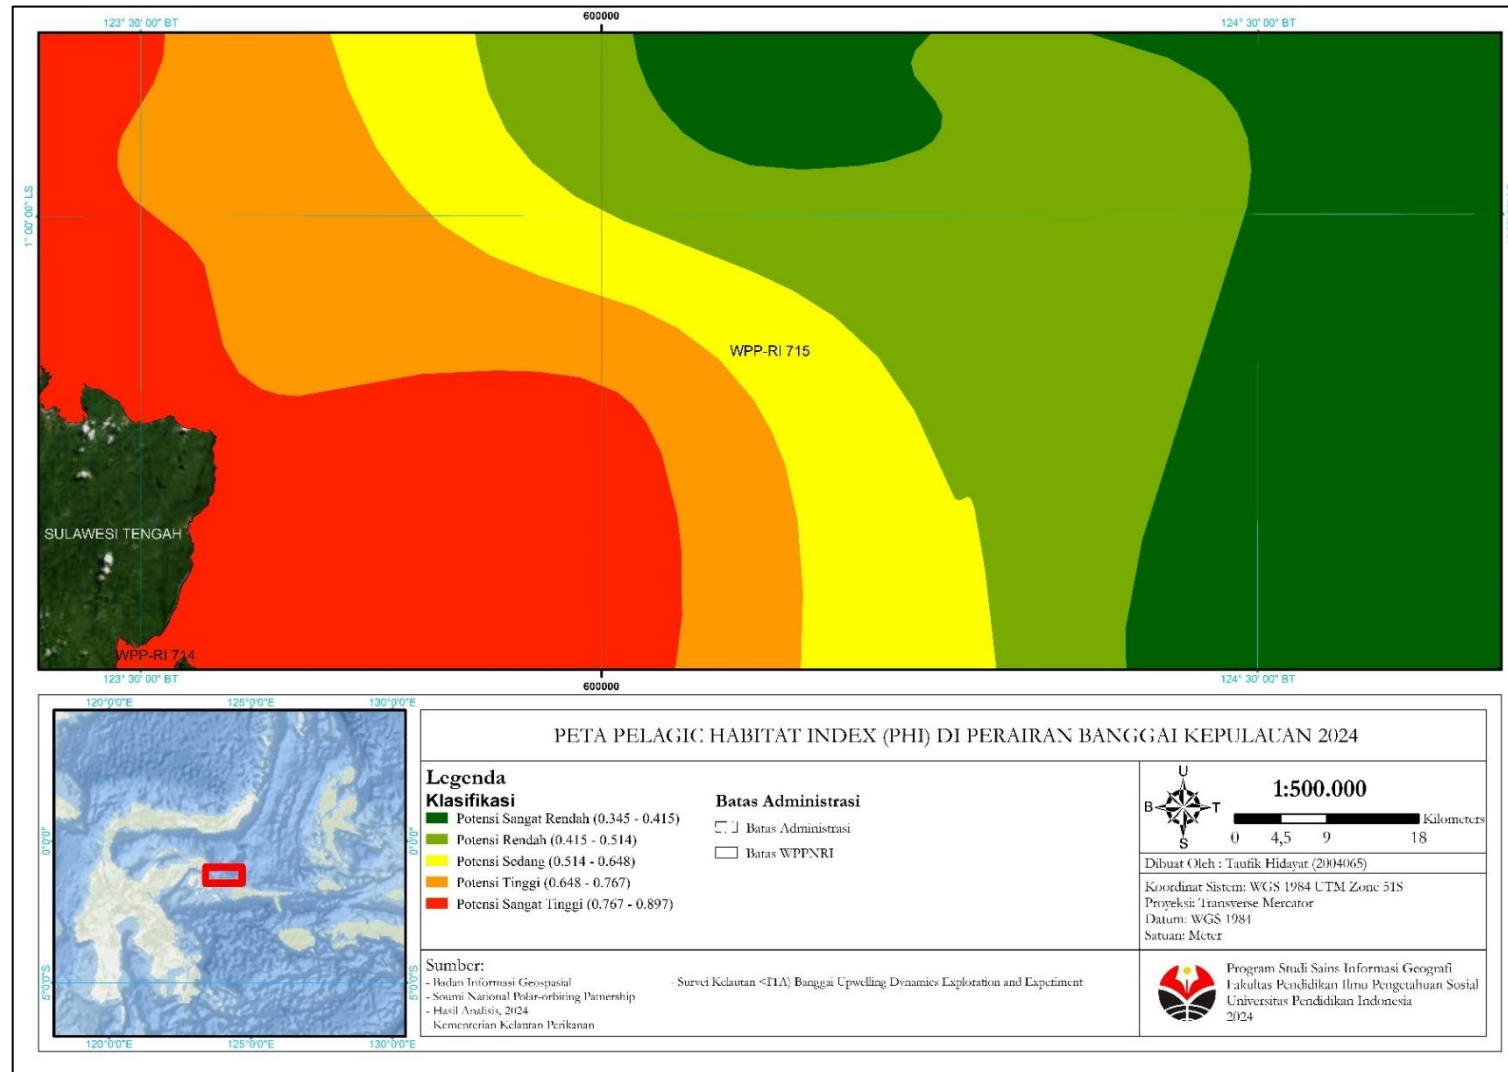 123° 30' 00" BT
600000
124° 30' 00" BT
1° 00' 00" LS
WPP-RI 715
SULAWESI TENGAH
WPP-RI 714
123° 30' 00" BT
600000
124° 30' 00" BT
120°0'0"E
125°0'0"E
130°0'0"E
0°0'0"
0°0'0"
5°0'0"S
5°0'0"S
120°0'0"E
125°0'0"E
130°0'0"E
PETA PELAGIC HABITAT INDEX (PHI) DI PERAIRAN BANGGAI KEPULAUAN 2024
Legenda
Klasifikasi
Potensi Sangat Rendah (0.345 - 0.415)
Potensi Rendah (0.415 - 0.514)
Potensi Sedang (0.514 - 0.648)
Potensi Tinggi (0.648 - 0.767)
Potensi Sangat Tinggi (0.767 - 0.897)
Batas Administrasi
Batas Administrasi
Batas WPPNRI
U
B
T
S
1:500.000
Kilometers
0 4,5 9 18
Dibuat Oleh : Taufik Hidayat (2004065)
Koordinat Sistem: WGS 1984 UTM Zone 51S
Proyeksi: Transverse Mercator
Datum: WGS 1984
Satuan: Meter
Sumber:
- Badan Informasi Geospasial
- Soumi National Polar-orbiring Parnership
- Hasil Analisis, 2024
Kementerian Kelautan Perikanan
- Survei Kelautan Banggai Upwelling Dynamics Exploration and Experiment
Program Studi Sains Informasi Geografi
Fakultas Pendidikan Ilmu Pengetahuan Sosial
Universitas Pendidikan Indonesia
2024